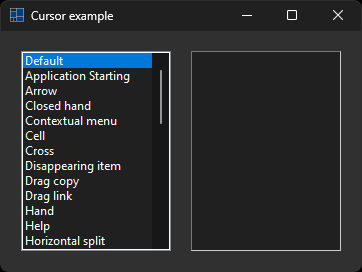 Cursor example
Default
Application Starting
Arrow
Closed hand
Contextual menu
Cell
Cross
Disappearing item
Drag copy
Drag link
Hand
Help
Horizontal split